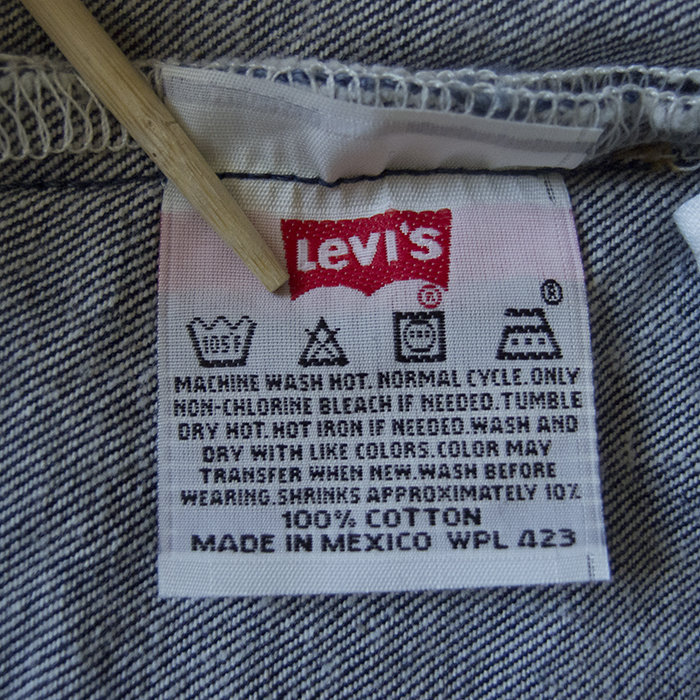 Levi's
®
®
105F
MACHINE WASH HOT. NORMAL CYCLE. ONLY
NON-CHLORINE BLEACH IF NEEDED. TUMBLE
DRY HOT. HOT IRON IF NEEDED. WASH AND
DRY WITH LIKE COLORS. COLOR MAY
TRANSFER WHEN NEW. WASH BEFORE
WEARING. SHRINKS APPROXIMATELY 10%
100% COTTON
MADE IN MEXICO WPL 423